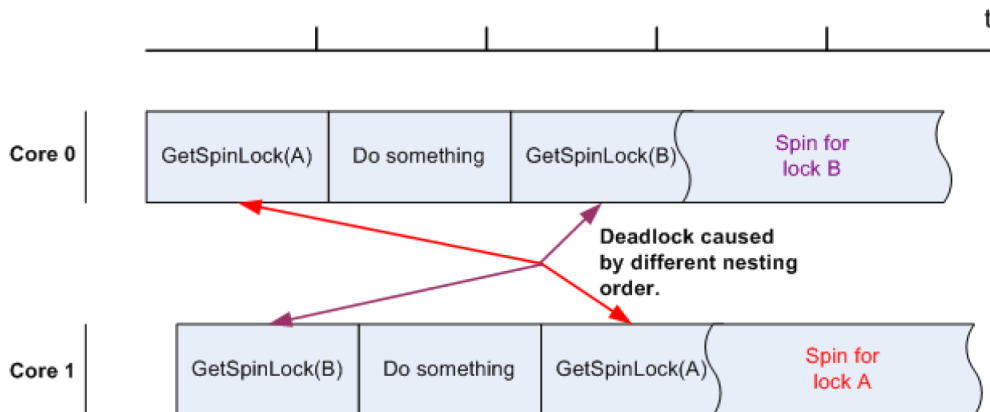 t
Core 0
GetSpinLock(A)
Do something
GetSpinLock(B)
Spin for
lock B
Deadlock caused
by different nesting
order.
Core 1
GetSpinLock(B)
Do something
GetSpinLock(A)
Spin for
lock A